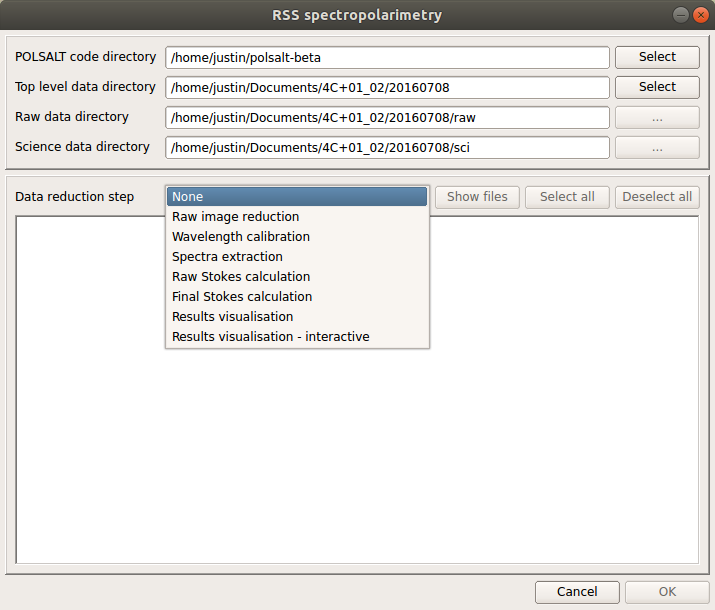 RSS spectropolarimetry
POLSALT code directory /home/justin/polsalt-beta Select
Top level data directory /home/justin/Documents/4C+01_02/20160708 Select
Raw data directory /home/justin/Documents/4C+01_02/20160708/raw ...
Science data directory /home/justin/Documents/4C+01_02/20160708/sci ...
Data reduction step None Show files Select all Deselect all
Raw image reduction
Wavelength calibration
Spectra extraction
Raw Stokes calculation
Final Stokes calculation
Results visualisation
Results visualisation - interactive
Cancel OK